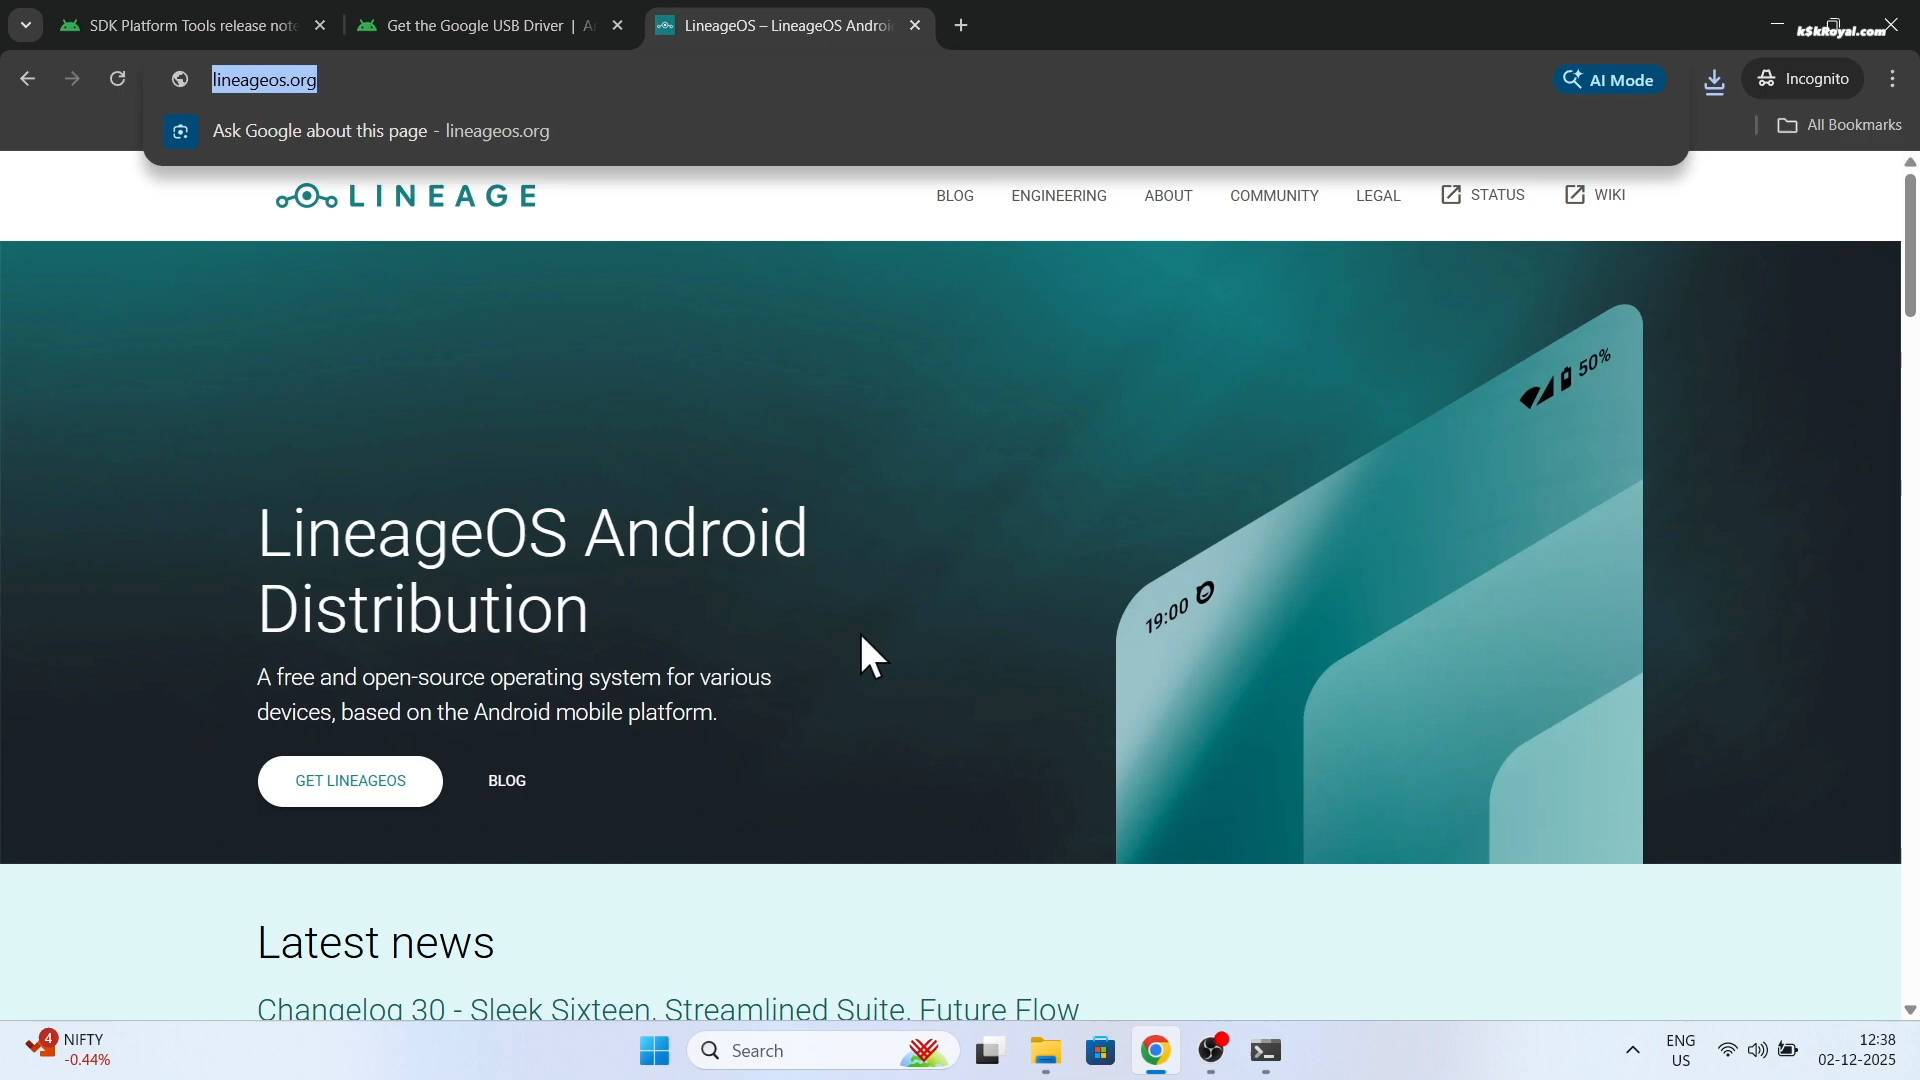 SDK Platform Tools release note
Get the Google USB Driver | A
LineageOS – LineageOS Androi
k$kRoyal.com
lineageos.org
AI Mode
Incognito
Ask Google about this page - lineageos.org
All Bookmarks
LINEAGE
BLOG
ENGINEERING
ABOUT
COMMUNITY
LEGAL
STATUS
WIKI
50%
19:00
LineageOS Android
Distribution
A free and open-source operating system for various
devices, based on the Android mobile platform.
GET LINEAGEOS
BLOG
Latest news
Changelog 30 - Sleek Sixteen, Streamlined Suite, Future Flow
4
NIFTY
-0.44%
Search
ENG
US
12:38
02-12-2025